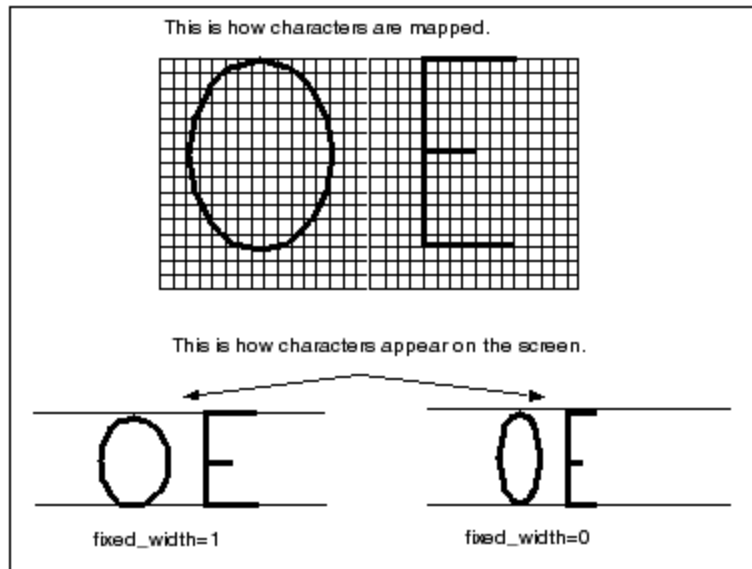 This is how characters are mapped.
O E
This is how characters appear on the screen.
O E O E
fixed_width=1 fixed_width=0